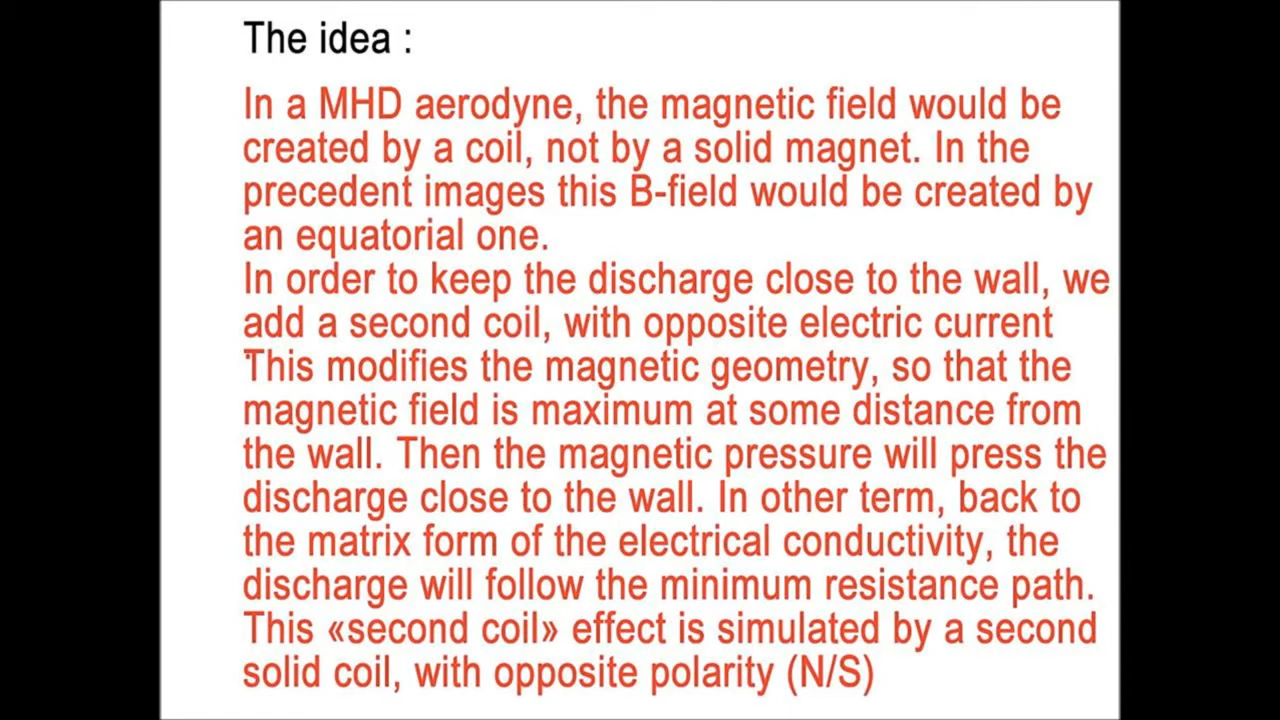 The idea :
In a MHD aerodyne, the magnetic field would be
created by a coil, not by a solid magnet. In the
precedent images this B-field would be created by
an equatorial one.
In order to keep the discharge close to the wall, we
add a second coil, with opposite electric current
This modifies the magnetic geometry, so that the
magnetic field is maximum at some distance from
the wall. Then the magnetic pressure will press the
discharge close to the wall. In other term, back to
the matrix form of the electrical conductivity, the
discharge will follow the minimum resistance path.
This «second coil» effect is simulated by a second
solid coil, with opposite polarity (N/S)